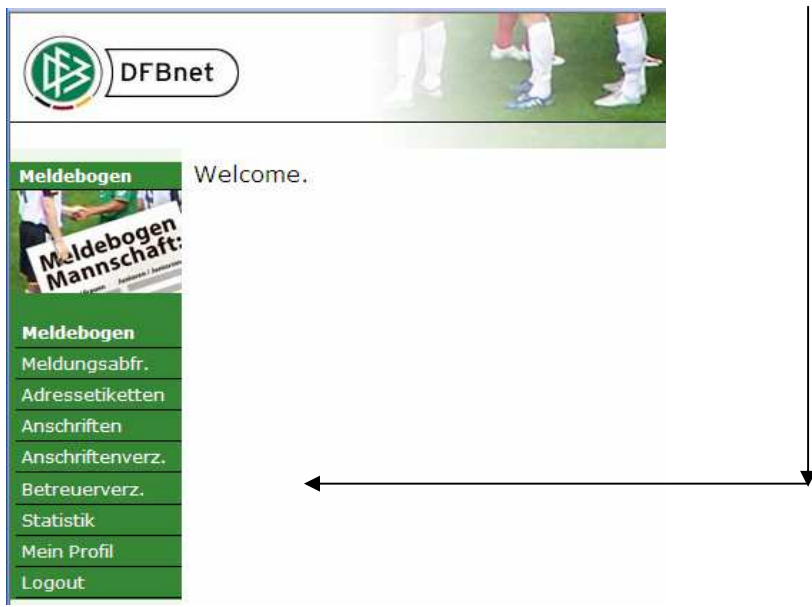 DFBnet
Meldebogen
Welcome.
Meldebogen
Mannschaft:
Meldebogen
Meldungsabfr.
Adressetiketten
Anschriften
Anschriftenverz.
Betreuerverz.
Statistik
Mein Profil
Logout